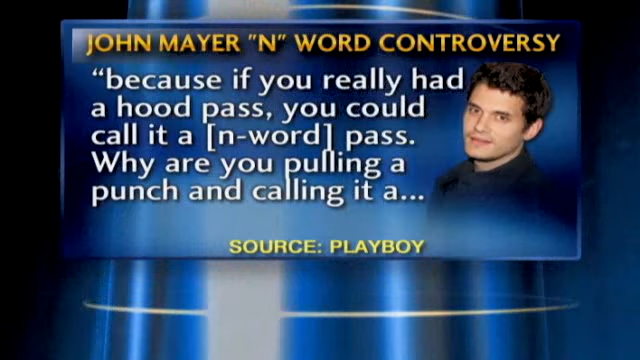 JOHN MAYER "N" WORD CONTROVERSY
“because if you really had
a hood pass, you could
call it a [n-word] pass.
Why are you pulling a
punch and calling it a...
SOURCE: PLAYBOY